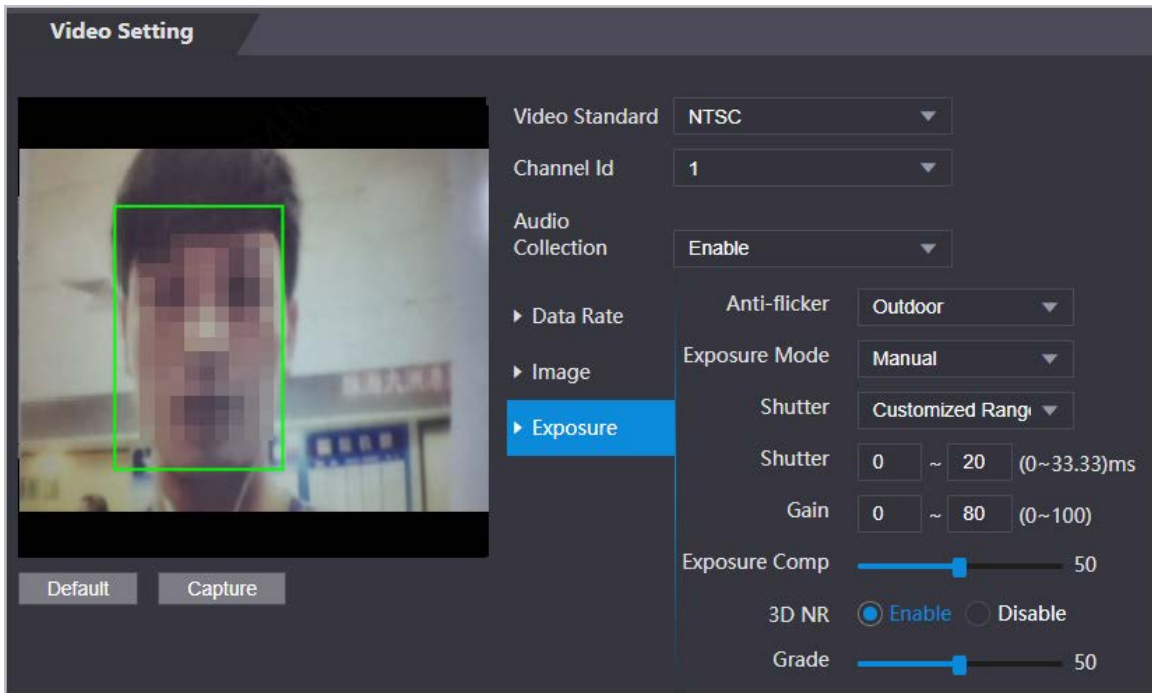 Video Setting
Video Standard NTSC
Channel Id 1
Audio
Collection Enable
Data Rate
Image
Exposure
Anti-flicker Outdoor
Exposure Mode Manual
Shutter Customized Rang
Shutter 0 ~ 20 (0~33.33)ms
Gain 0 ~ 80 (0~100)
Exposure Comp 50
3D NR Enable Disable
Grade 50
Default Capture